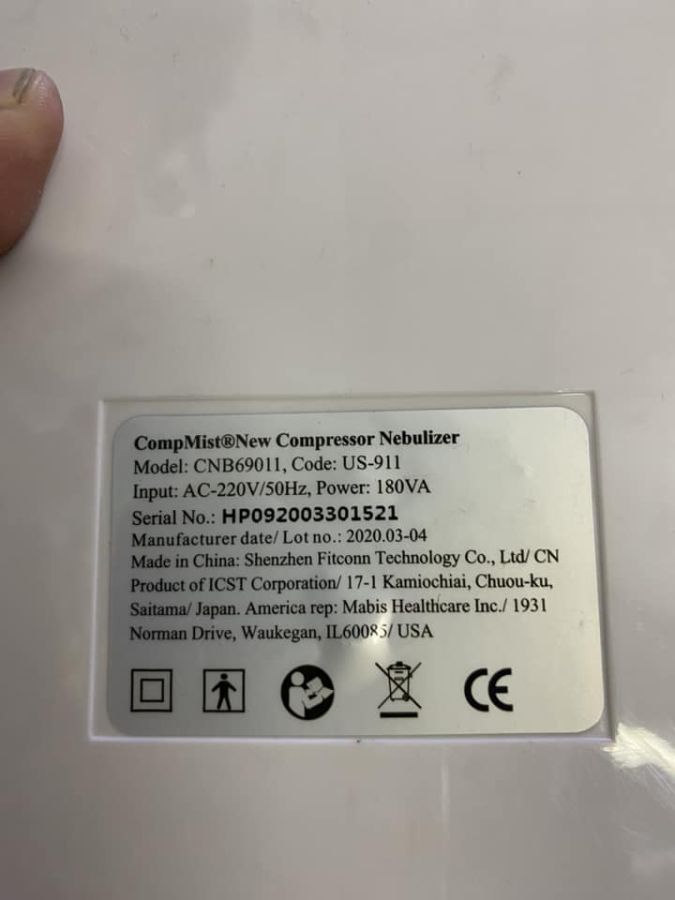 CompMist®New Compressor Nebulizer
Model: CNB69011, Code: US-911
Input: AC-220V/50Hz, Power: 180VA
Serial No.: HP092003301521
Manufacturer date/ Lot no.: 2020.03-04
Made in China: Shenzhen Fitconn Technology Co., Ltd/ CN
Product of ICST Corporation/ 17-1 Kamiochiai, Chuou-ku,
Saitama/ Japan. America rep: Mabis Healthcare Inc./ 1931
Norman Drive, Waukegan, IL60085/ USA
CE